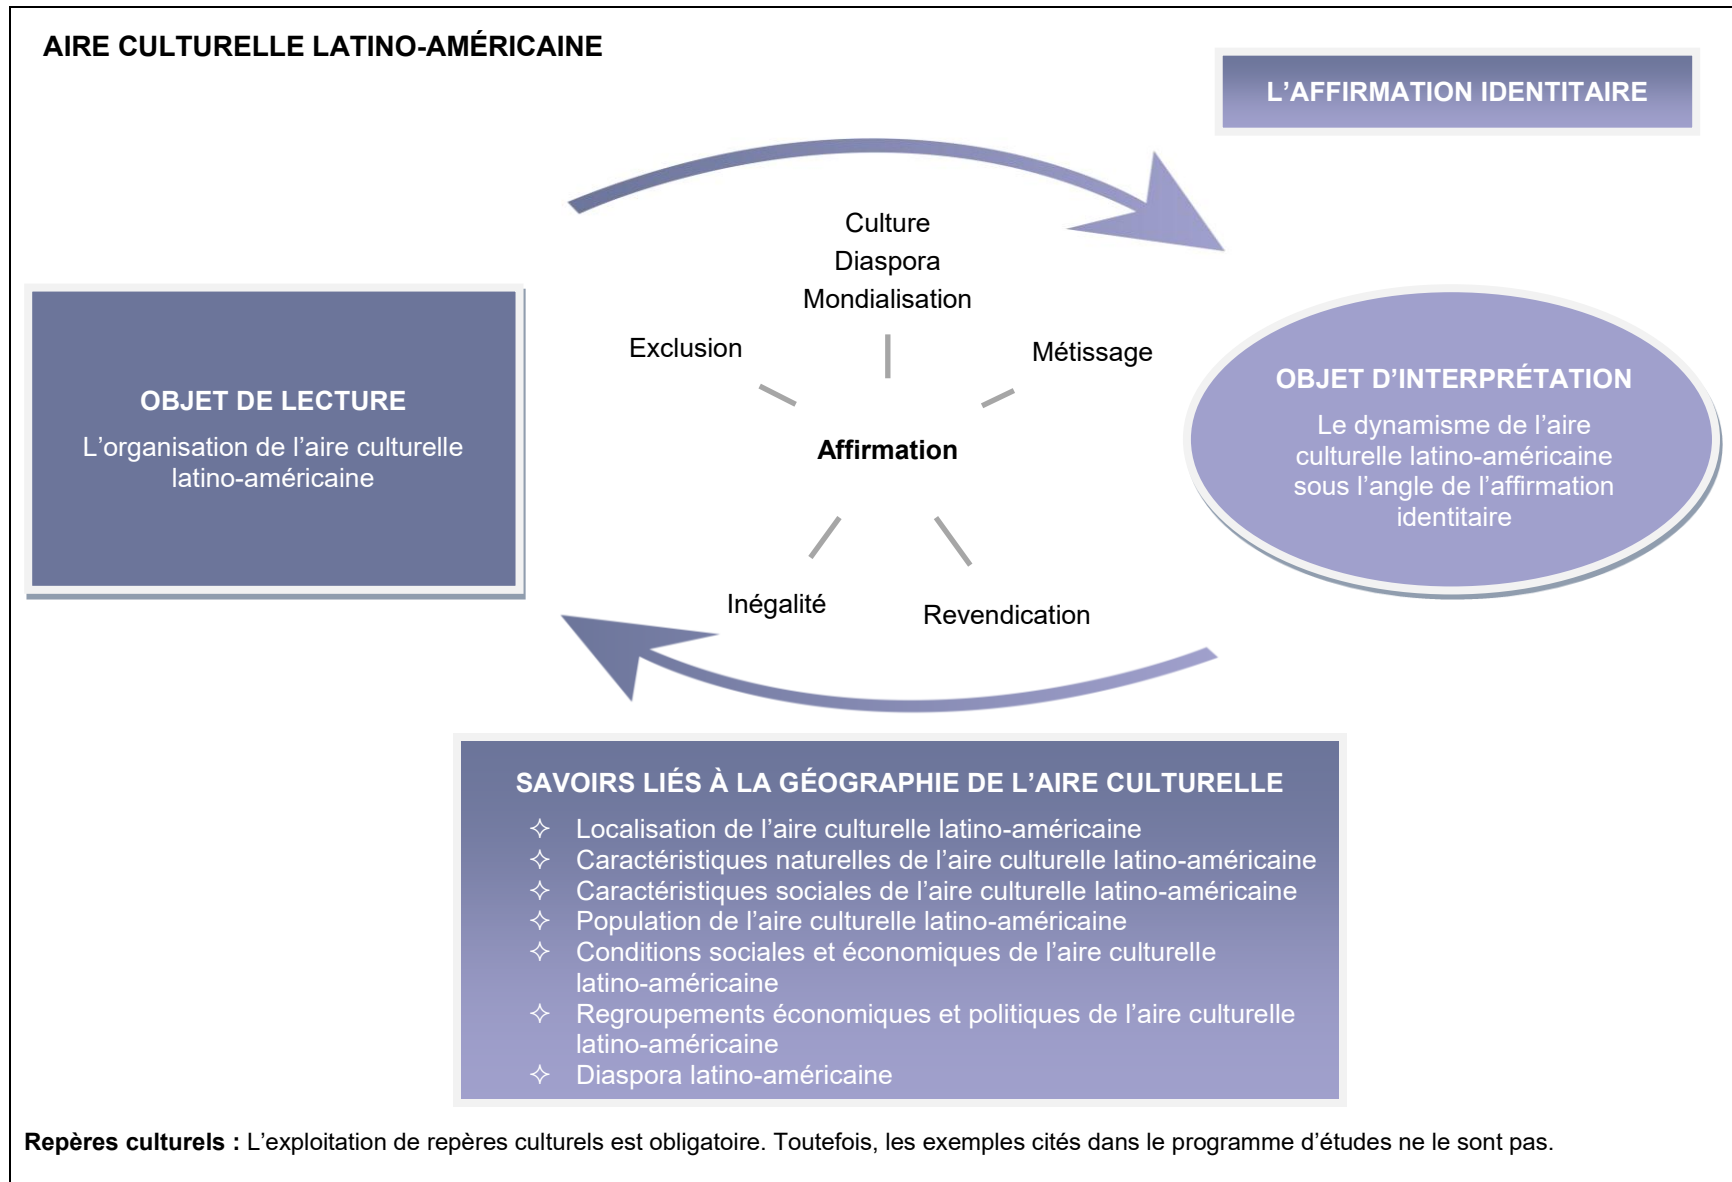 AIRE CULTURELLE LATINO-AMÉRICAINE
L’AFFIRMATION IDENTITAIRE
Culture
Diaspora
Mondialisation
Exclusion
Métissage
Affirmation
Inégalité
Revendication
OBJET DE LECTURE
L’organisation de l’aire culturelle
latino-américaine
OBJET D’INTERPRÉTATION
Le dynamisme de l’aire
culturelle latino-américaine
sous l’angle de l’affirmation
identitaire
SAVOIRS LIÉS À LA GÉOGRAPHIE DE L’AIRE CULTURELLE
✧ Localisation de l’aire culturelle latino-américaine
✧ Caractéristiques naturelles de l’aire culturelle latino-américaine
✧ Caractéristiques sociales de l’aire culturelle latino-américaine
✧ Population de l’aire culturelle latino-américaine
✧ Conditions sociales et économiques de l’aire culturelle
latino-américaine
✧ Regroupements économiques et politiques de l’aire culturelle
latino-américaine
✧ Diaspora latino-américaine
Repères culturels : L’exploitation de repères culturels est obligatoire. Toutefois, les exemples cités dans le programme d’études ne le sont pas.